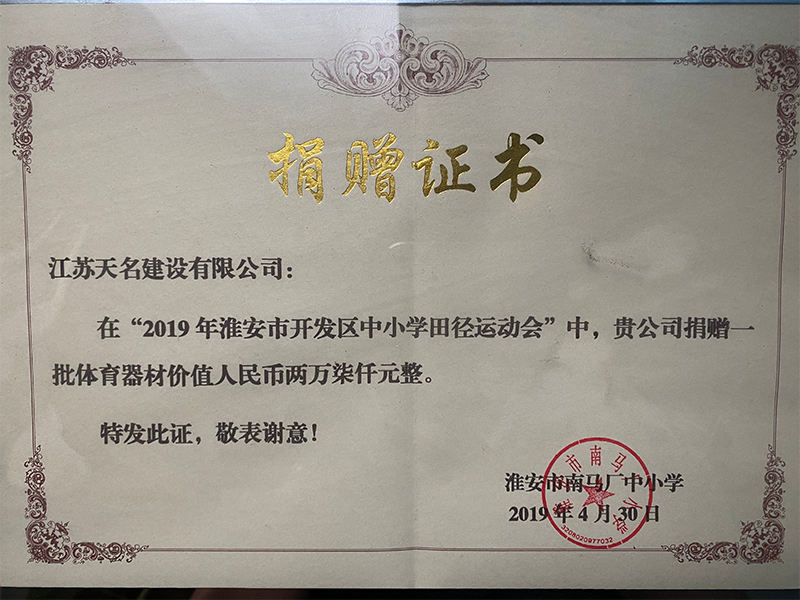 捐赠证书
江苏天名建设有限公司：
在“2019年淮安市开发区中小学田径运动会”中，贵公司捐赠一
批体育器材价值人民币两万柒仟元整。
特发此证，敬表谢意！
淮安市南马厂中小学
2019年4月30日
3208020977032